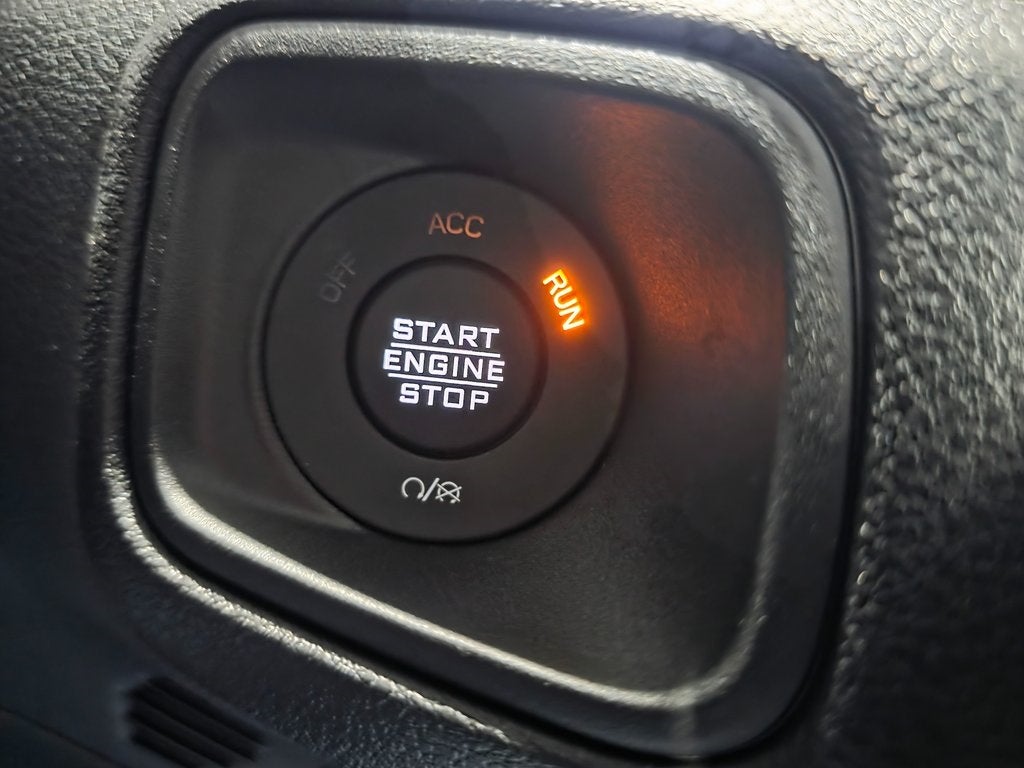 ACC
OFF
RUN
START
ENGINE
STOP